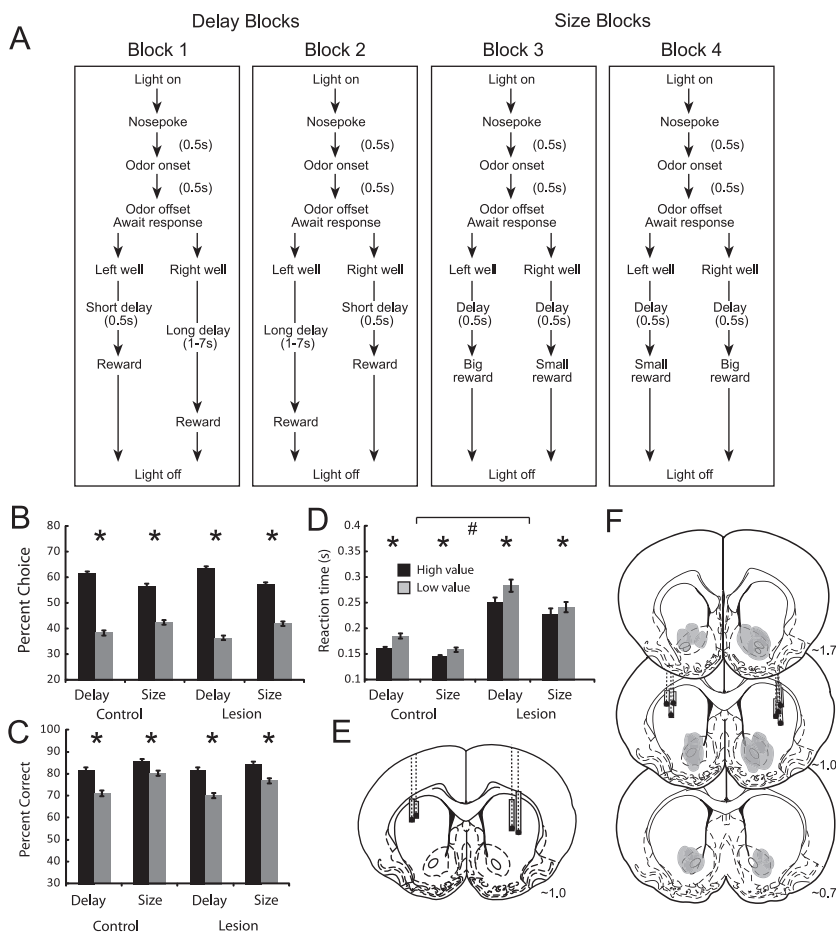 Delay Blocks
Size Blocks
A
Block 1
Block 2
Block 3
Block 4
Light on
Nosepoke
(0.5s)
Odor onset
(0.5s)
Odor offset
Await response
Left well
Right well
Short delay
(0.5s)
Long delay
(1-7s)
Reward
Reward
Light off
Light on
Nosepoke
(0.5s)
Odor onset
(0.5s)
Odor offset
Await response
Left well
Right well
Short delay
(0.5s)
Long delay
(1-7s)
Reward
Reward
Light off
Light on
Nosepoke
(0.5s)
Odor onset
(0.5s)
Odor offset
Await response
Left well
Right well
Delay
(0.5s)
Delay
(0.5s)
Big
reward
Small
reward
Light off
Light on
Nosepoke
(0.5s)
Odor onset
(0.5s)
Odor offset
Await response
Left well
Right well
Delay
(0.5s)
Delay
(0.5s)
Small
reward
Big
reward
Light off
B
Percent Choice
80
70
60
50
40
30
20
* * * *
Delay Size Delay Size
Control Lesion
C
Percent Correct
100
90
80
70
60
50
40
30
* * * *
Delay Size Delay Size
Control Lesion
D
Reaction time (s)
0.4
0.35
0.3
0.25
0.2
0.15
0.1
#
* * * *
High value
Low value
Delay Size Delay Size
Control Lesion
E
~1.0
F
~1.7
~1.0
~0.7